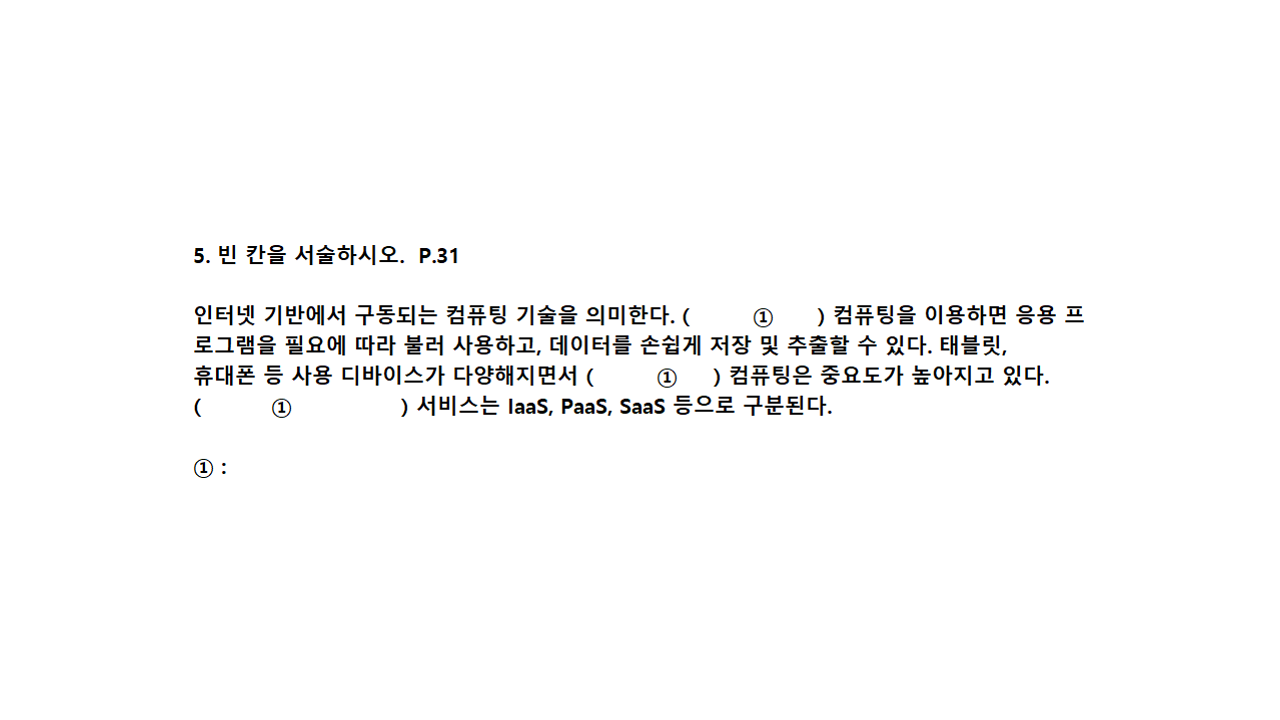 5. 빈 칸을 서술하시오. P.31
인터넷 기반에서 구동되는 컴퓨팅 기술을 의미한다. ( ① ) 컴퓨팅을 이용하면 응용 프
로그램을 필요에 따라 불러 사용하고, 데이터를 손쉽게 저장 및 추출할 수 있다. 태블릿,
휴대폰 등 사용 디바이스가 다양해지면서 ( ① ) 컴퓨팅은 중요도가 높아지고 있다.
( ① ) 서비스는 IaaS, PaaS, SaaS 등으로 구분된다.
① :